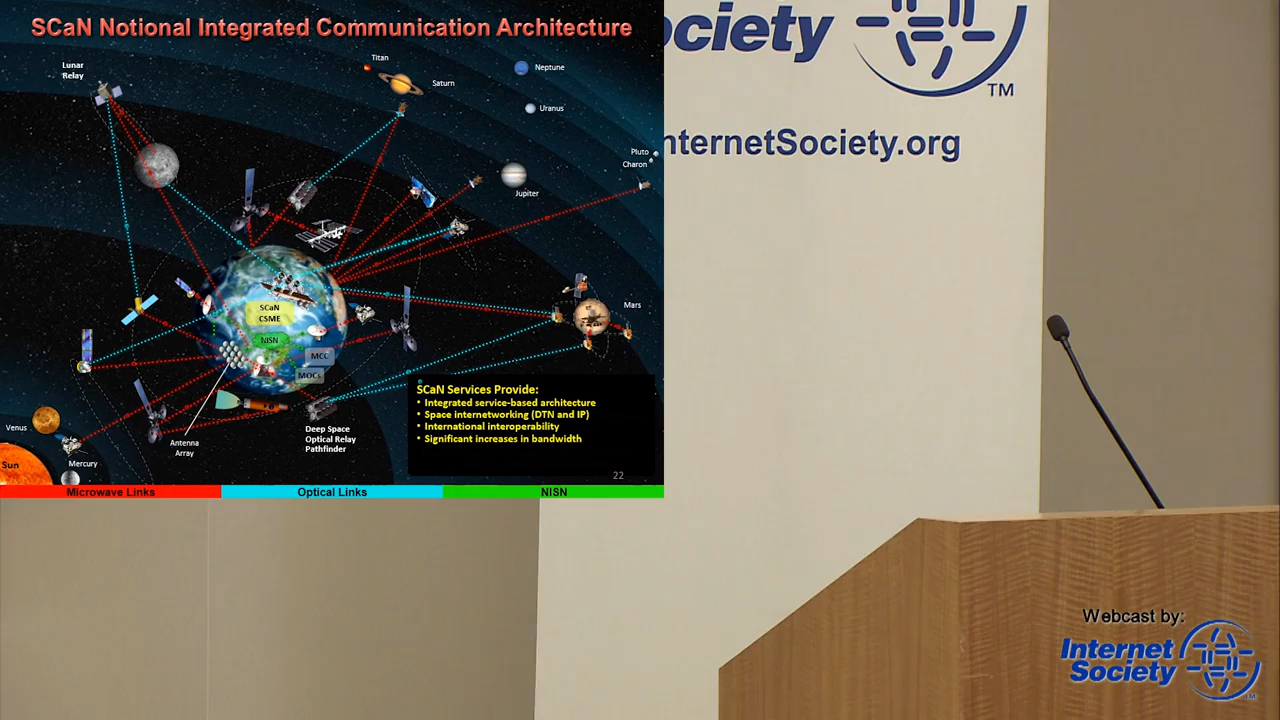 SCaN Notional Integrated Communication Architecture
Lunar
Relay
Titan
Saturn
Neptune
Uranus
Pluto
Charon
Jupiter
Mars
SCaN
CSME
NISN
MCC
MOCs
Venus
Sun
Mercury
Antenna
Array
Deep Space
Optical Relay
Pathfinder
SCaN Services Provide:
• Integrated service-based architecture
• Space internetworking (DTN and IP)
• International interoperability
• Significant increases in bandwidth
22
Microwave Links
Optical Links
NISN
ociety
TM
nternetSociety.org
Webcast by:
Internet
Society
TM